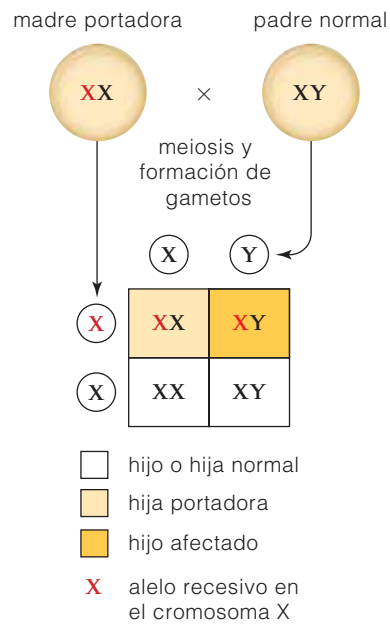 madre portadora padre normal
XX × XY
meiosis y
formación de
gametos
X Y
X XX XY
X XX XY
hijo o hija normal
hija portadora
hijo afectado
X alelo recesivo en
el cromosoma X